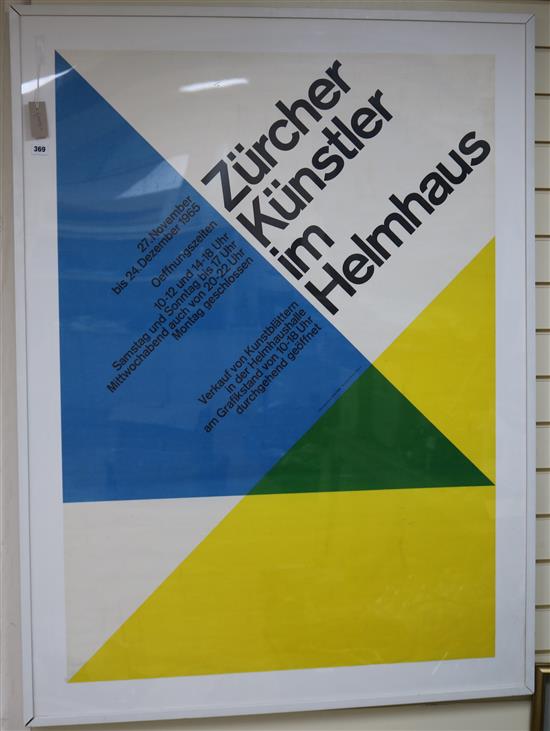 369
Zürcher
Künstler
im
Helmhaus
27. November
bis 24. Dezember 1965
Oeffnungszeiten
10-12 und 14-18 Uhr
Samstag und Sonntag bis 17 Uhr
Mittwochabend auch von 20-22 Uhr
Montag geschlossen
Verkauf von Kunstblättern
in der Helmhaushalle
am Grafikstand von 10-18 Uhr
durchgehend geöffnet